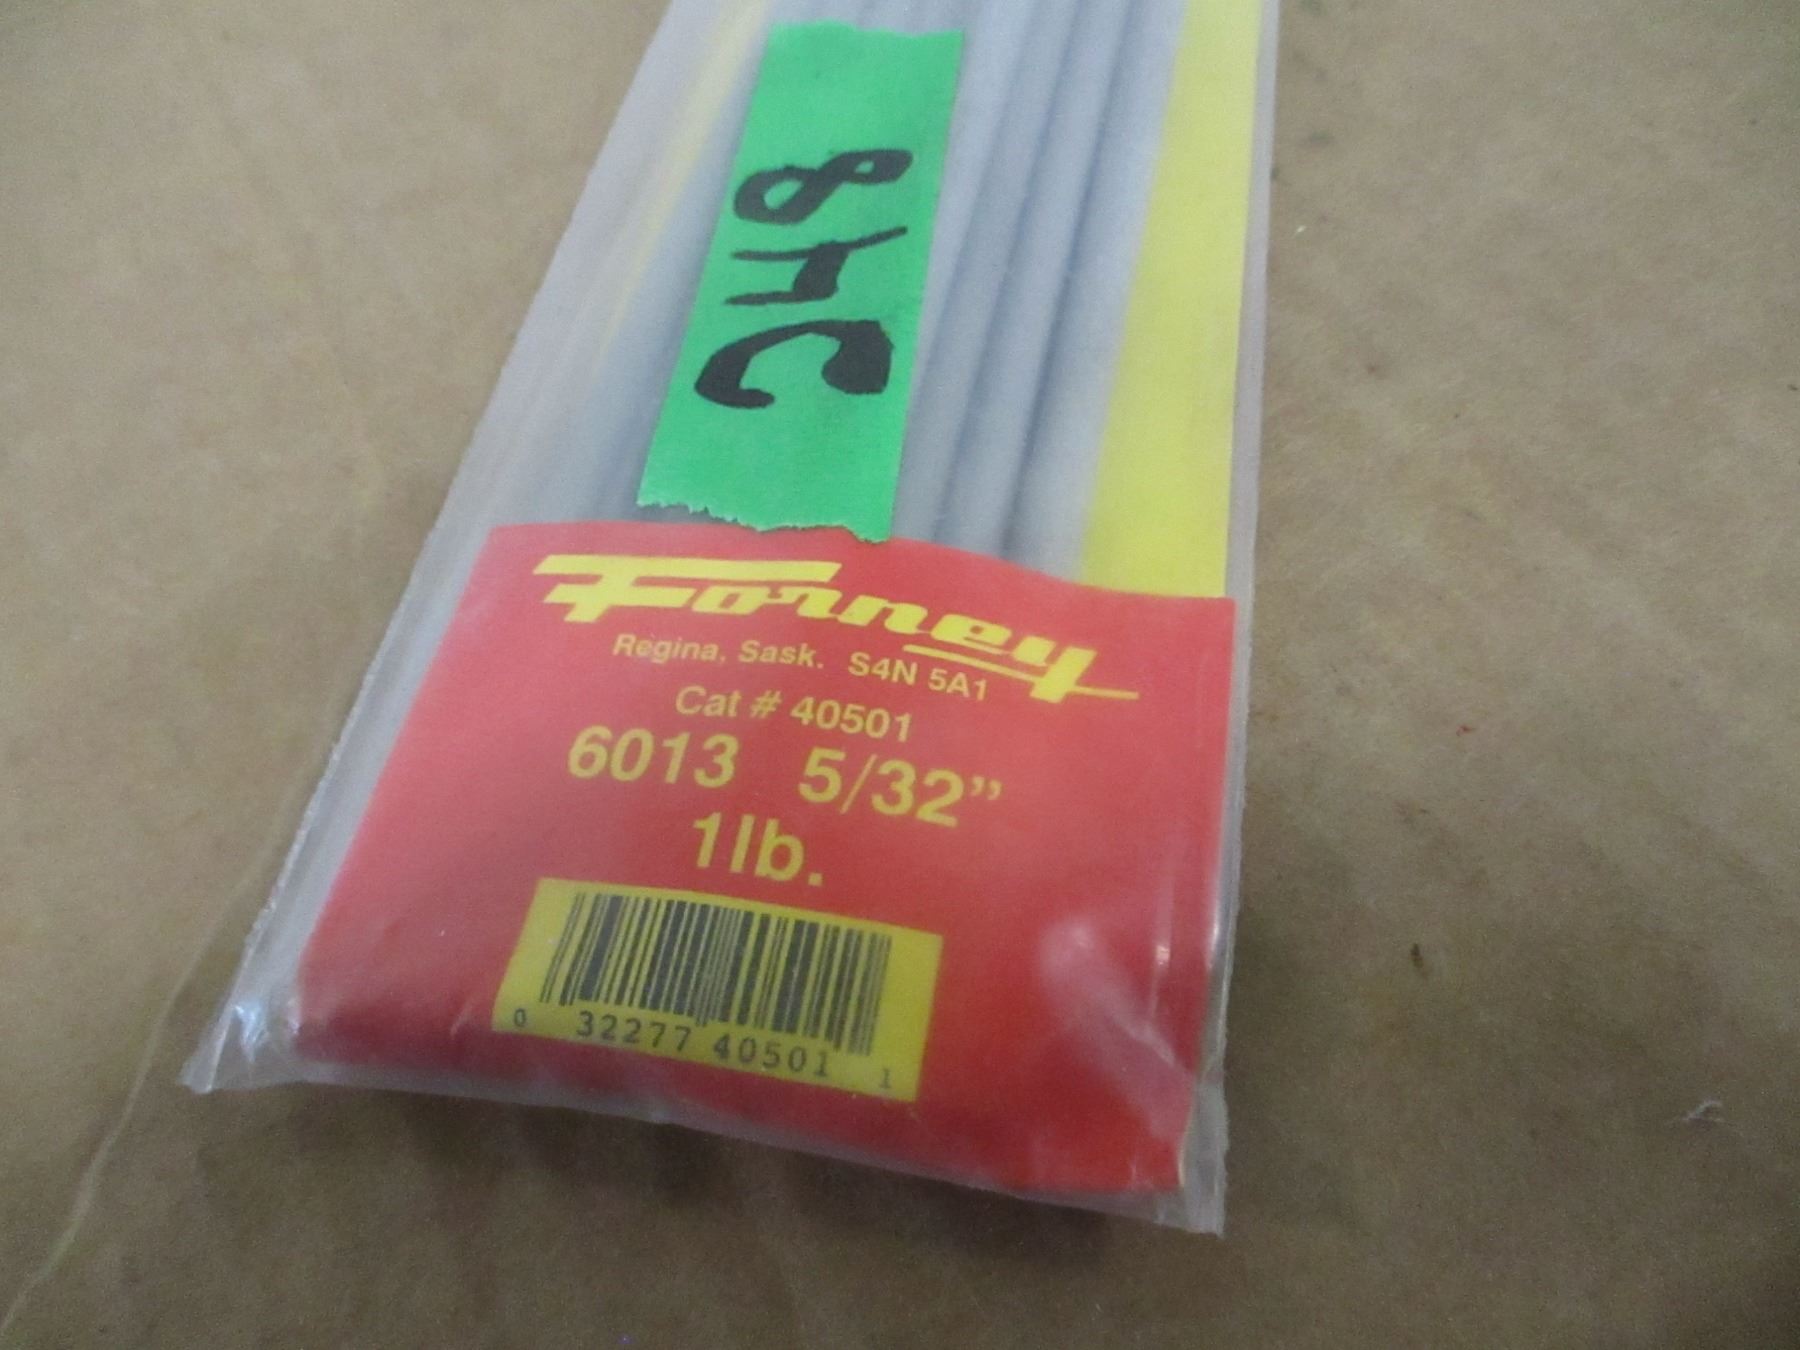 Forney
Regina, Sask. S4N 5A1
Cat # 40501
6013 5/32"
1lb.
0 32277 40501 1